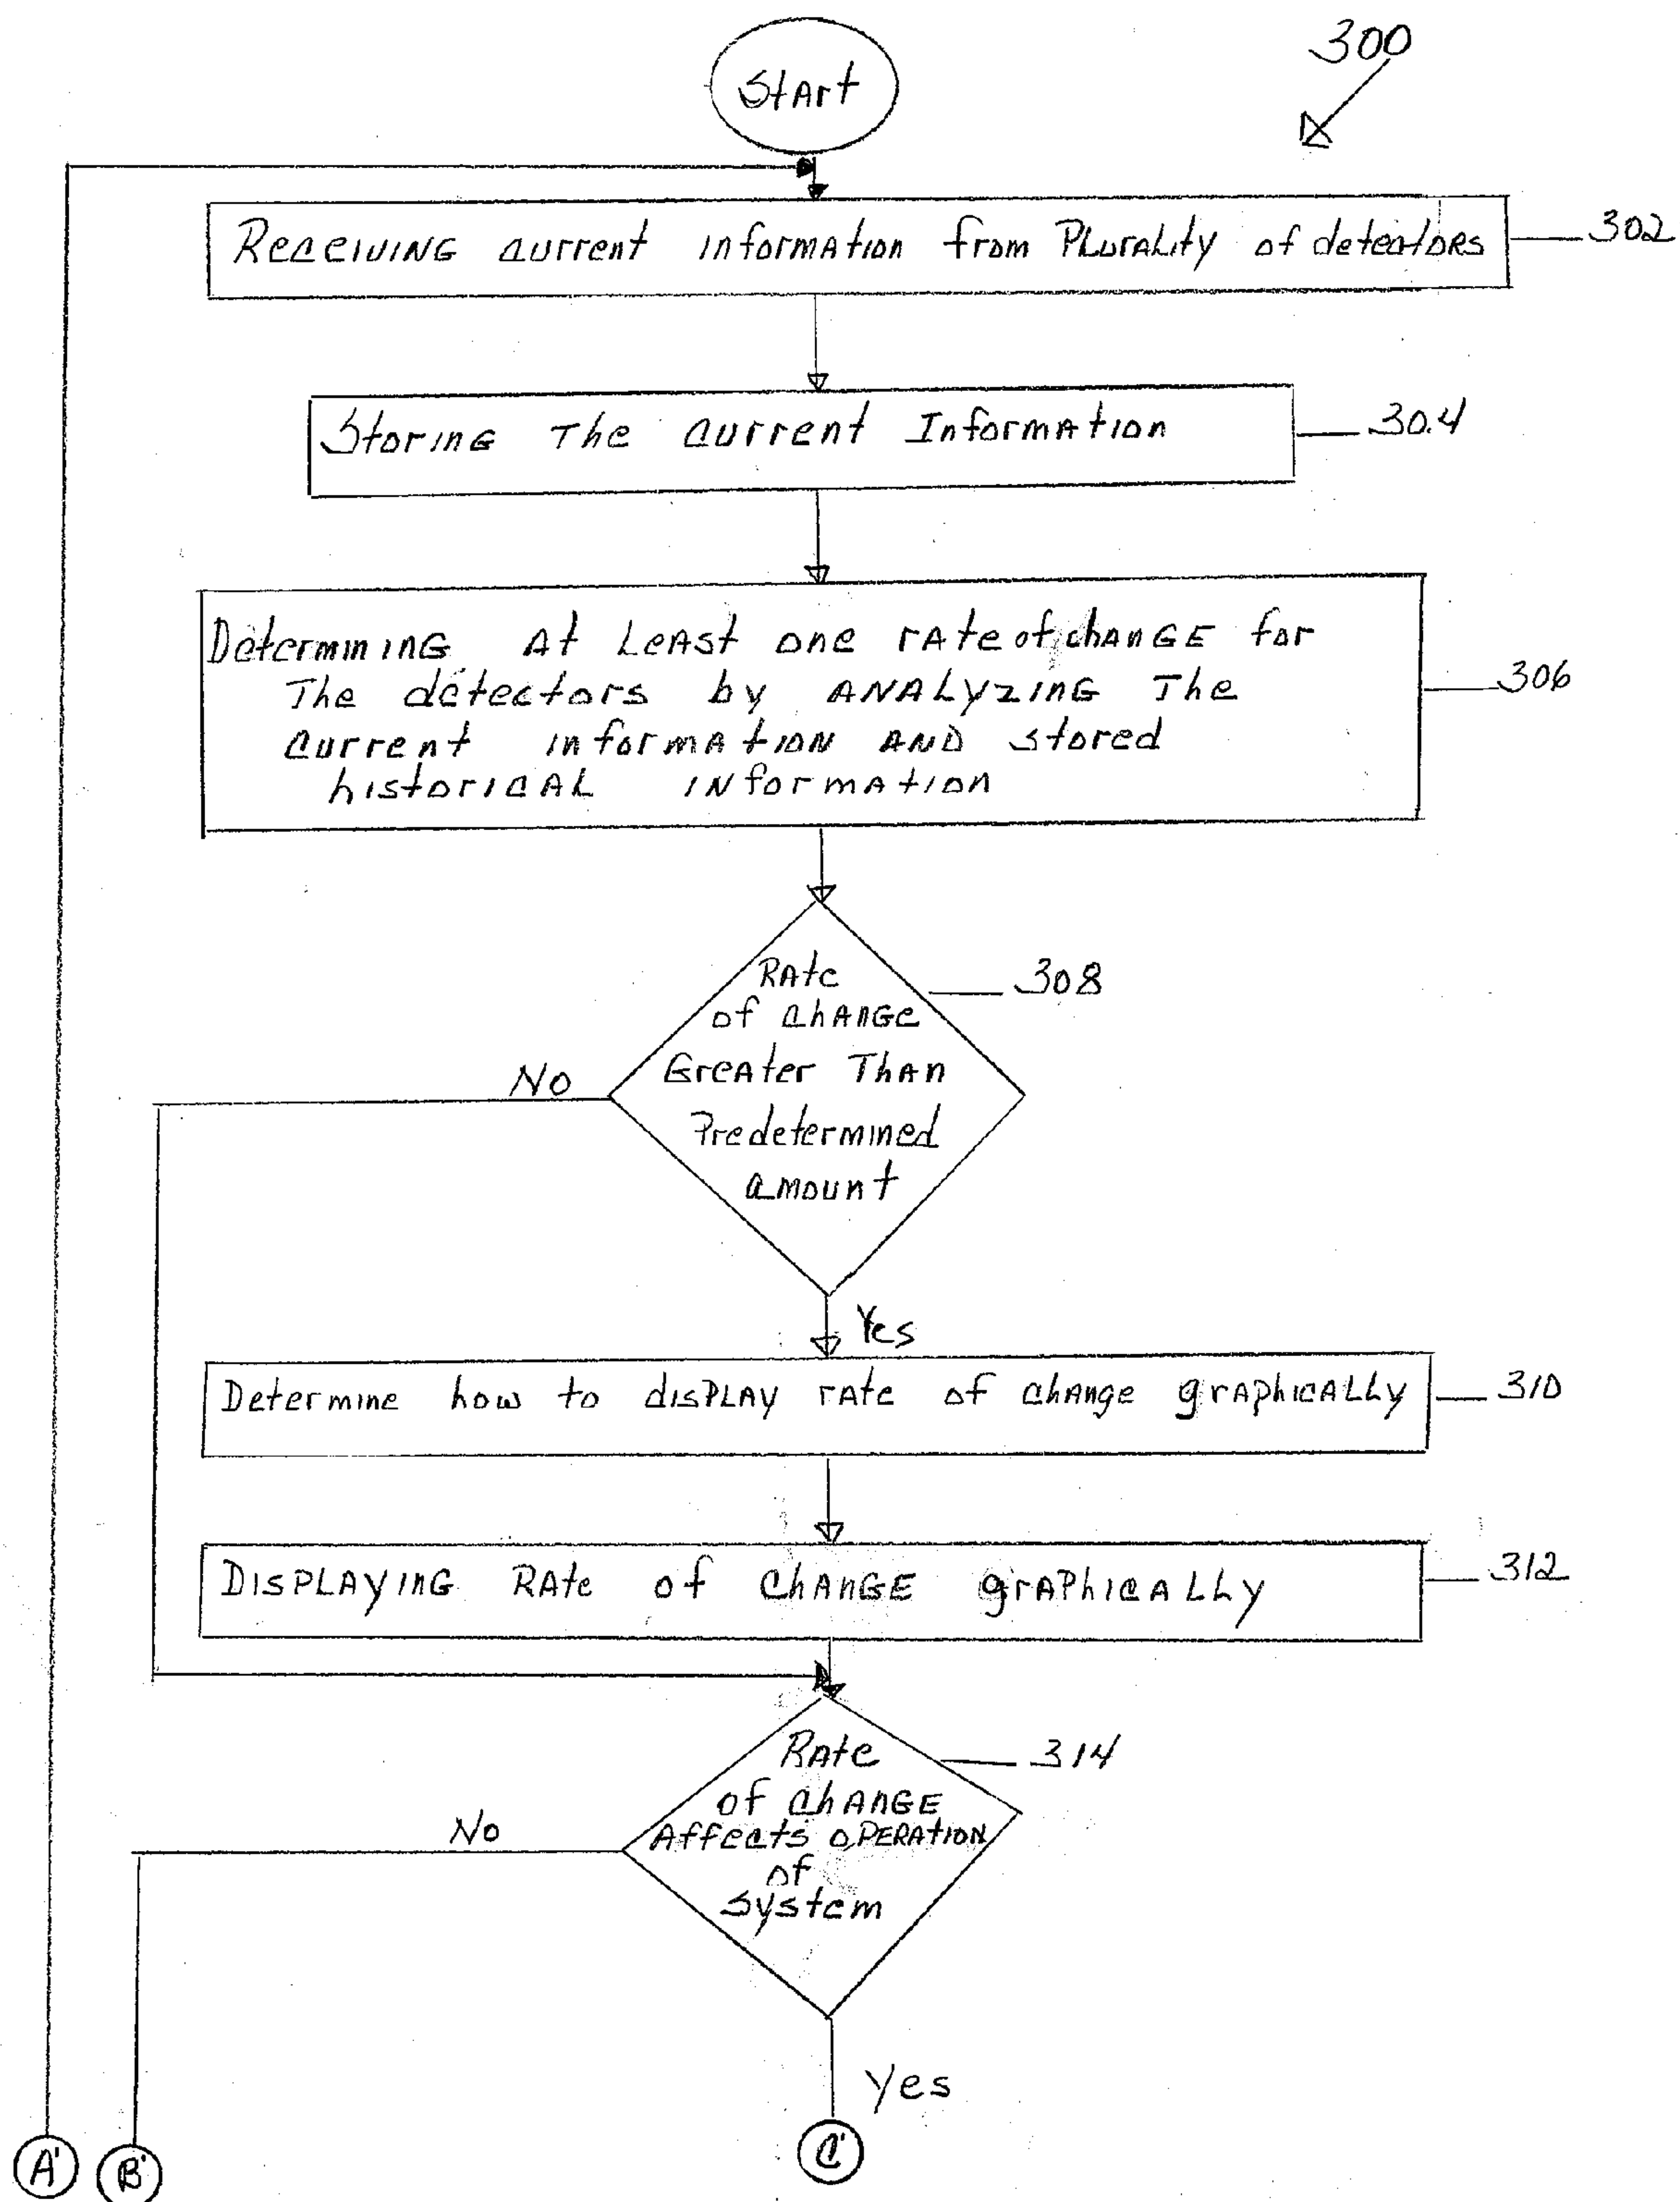 300
Start
Receiving current information from Plurality of detectors
302
Storing The current Information
304
Determining At Least one rate of change for
The detectors by ANALYzing The
current information AND stored
historical information
306
Rate
of change
Greater Than
Predetermined
amount
308
No
Yes
Determine how to display rate of change graphically
310
Displaying Rate of change graphically
312
Rate
of change
Affects operation
of
system
314
No
Yes
A'
B'
C'